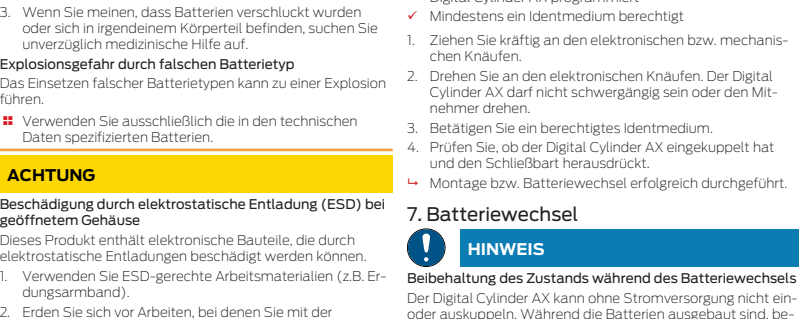 3. Wenn Sie meinen, dass Batterien verschluckt wurden
oder sich in irgendeinem Körperteil befinden, suchen Sie
unverzüglich medizinische Hilfe auf.
Explosionsgefahr durch falschen Batterietyp
Das Einsetzen falscher Batterietypen kann zu einer Explosion
führen.
Verwenden Sie ausschließlich die in den technischen
Daten spezifizierten Batterien.
ACHTUNG
Beschädigung durch elektrostatische Entladung (ESD) bei
geöffnetem Gehäuse
Dieses Produkt enthält elektronische Bauteile, die durch
elektrostatische Entladungen beschädigt werden können.
1. Verwenden Sie ESD-gerechte Arbeitsmaterialien (z.B. Er-
dungsarmband).
2. Erden Sie sich vor Arbeiten, bei denen Sie mit der
Digital Cylinder AX programmiert
✓ Mindestens ein Identmedium berechtigt
1. Ziehen Sie kräftig an den elektronischen bzw. mechanis-
chen Knäufen.
2. Drehen Sie an den elektronischen Knäufen. Der Digital
Cylinder AX darf nicht schwergängig sein oder den Mit-
nehmer drehen.
3. Betätigen Sie ein berechtigtes Identmedium.
4. Prüfen Sie, ob der Digital Cylinder AX eingekuppelt hat
und den Schließbart herausdrückt.
↳ Montage bzw. Batteriewechsel erfolgreich durchgeführt.
7. Batteriewechsel
HINWEIS
Beibehaltung des Zustands während des Batteriewechsels
Der Digital Cylinder AX kann ohne Stromversorgung nicht ein-
oder auskuppeln. Während die Batterien ausgebaut sind, be-